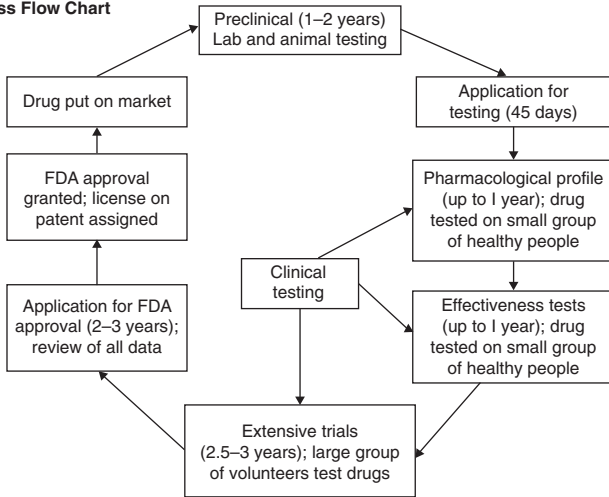 ss Flow Chart
Preclinical (1–2 years)
Lab and animal testing
Application for
testing (45 days)
Pharmacological profile
(up to I year); drug
tested on small group
of healthy people
Effectiveness tests
(up to I year); drug
tested on small group
of healthy people
Clinical
testing
Extensive trials
(2.5–3 years); large group
of volunteers test drugs
Application for FDA
approval (2–3 years);
review of all data
FDA approval
granted; license on
patent assigned
Drug put on market